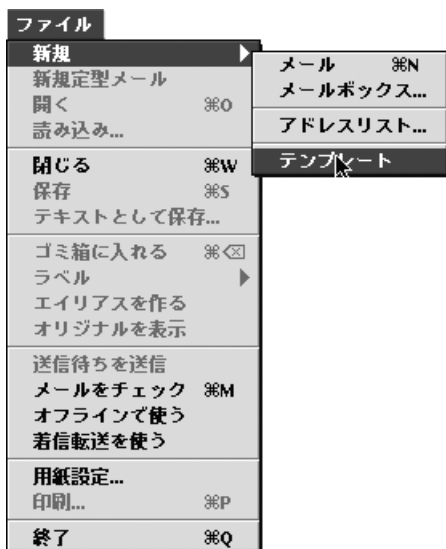 ファイル
新規
新規定型メール
開く ⌘O
読み込み...
閉じる ⌘W
保存 ⌘S
テキストとして保存...
ゴミ箱に入れる ⌘⌫
ラベル
エイリアスを作る
オリジナルを表示
送信待ちを送信
メールをチェック ⌘M
オフラインで使う
着信転送を使う
用紙設定...
印刷... ⌘P
終了 ⌘Q
メール ⌘N
メールボックス...
アドレスリスト...
テンプレート